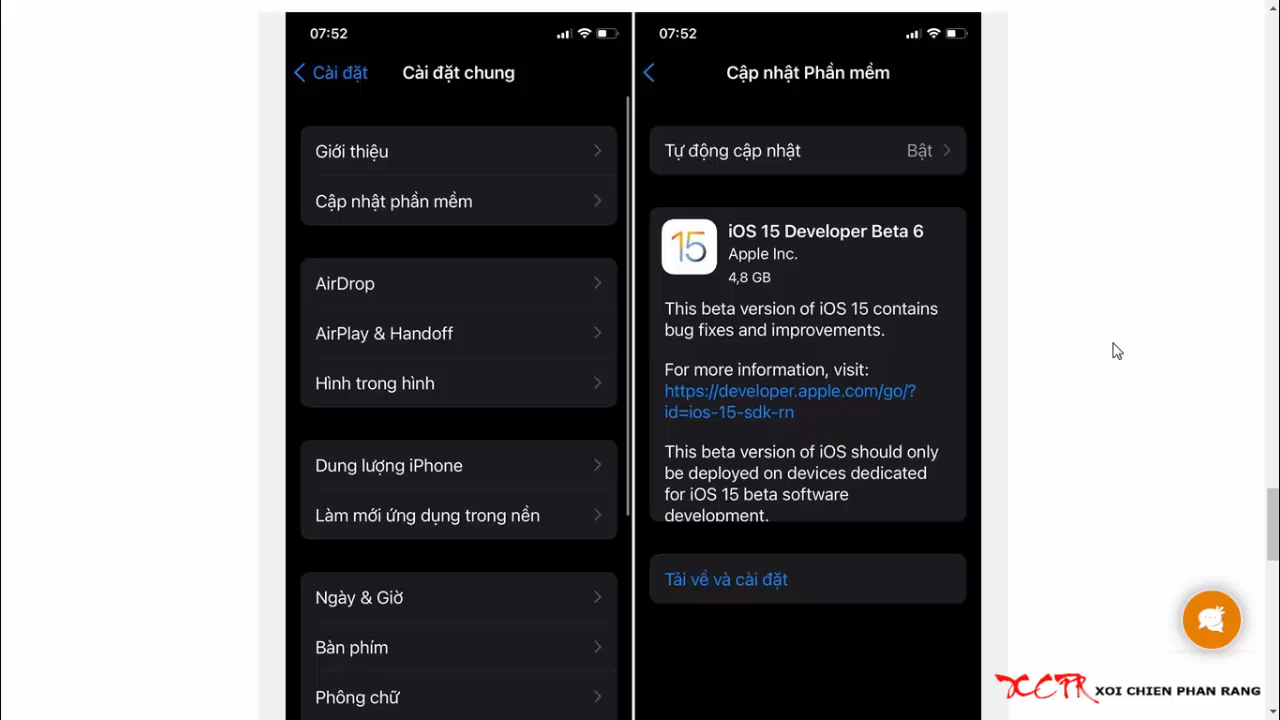 07:52
Cài đặt
Cài đặt chung
Giới thiệu
Cập nhật phần mềm
AirDrop
AirPlay & Handoff
Hình trong hình
Dung lượng iPhone
Làm mới ứng dụng trong nền
Ngày & Giờ
Bàn phím
Phông chữ
07:52
Cập nhật Phần mềm
Tự động cập nhật
Bật
15
iOS 15 Developer Beta 6
Apple Inc.
4,8 GB
This beta version of iOS 15 contains
bug fixes and improvements.
For more information, visit:
https://developer.apple.com/go/?
id=ios-15-sdk-rn
This beta version of iOS should only
be deployed on devices dedicated
for iOS 15 beta software
development.
Tải về và cài đặt
XCPR XOI CHIEN PHAN RANG